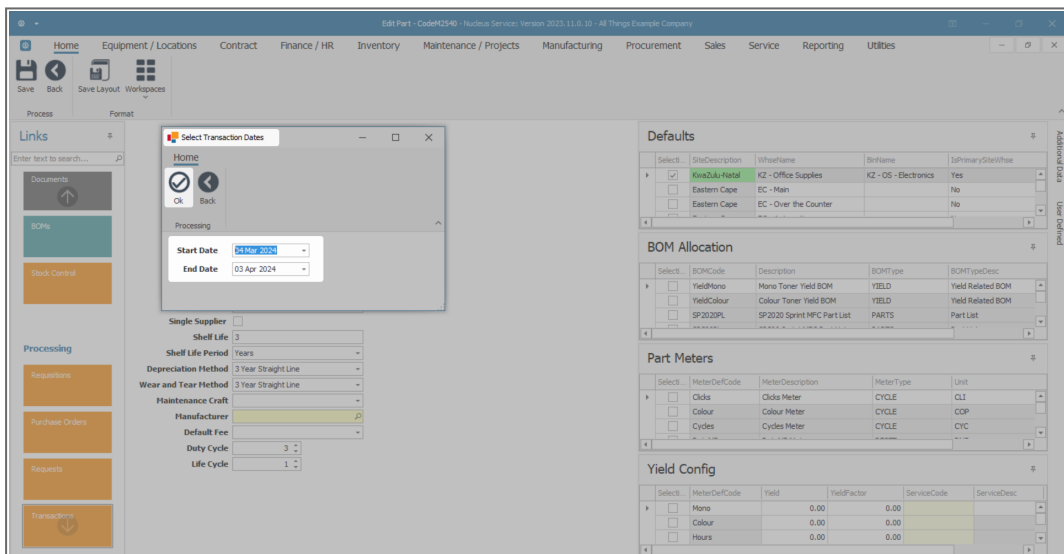 Edit Part - CodeM2540 - Nucleus Service: Version 2023.11.0.10 - All Things Example Company
Home Equipment / Locations Contract Finance / HR Inventory Maintenance / Projects Manufacturing Procurement Sales Service Reporting Utilities
Save Back Save Layout Workspaces
Process Format
Links
Enter text to search...
Documents
BOMs
Stock Control
Processing
Requisitions
Purchase Orders
Requests
Transactions
Select Transaction Dates
Home
Ok Back
Processing
Start Date 04 Mar 2024
End Date 03 Apr 2024
Single Supplier
Shelf Life 3
Shelf Life Period Years
Depreciation Method 3 Year Straight Line
Wear and Tear Method 3 Year Straight Line
Maintenance Craft
Manufacturer
Default Fee
Duty Cycle 3
Life Cycle 1
Defaults
Selecti... SiteDescription WhseName BinName IsPrimarySiteWhse
KwaZulu-Natal KZ - Office Supplies KZ - OS - Electronics Yes
Eastern Cape EC - Main No
Eastern Cape EC - Over the Counter No
BOM Allocation
Selecti... BOMCode Description BOMType BOMTypeDesc
YieldMono Mono Toner Yield BOM YIELD Yield Related BOM
YieldColour Colour Toner Yield BOM YIELD Yield Related BOM
SP2020PL SP2020 Sprint MFC Part List PARTS Part List
Part Meters
Selecti... MeterDefCode MeterDescription MeterType Unit
Clicks Clicks Meter CYCLE CLI
Colour Colour Meter CYCLE COP
Cycles Cycles Meter CYCLE CYC
Yield Config
Selecti... MeterDefCode Yield YieldFactor ServiceCode ServiceDesc
Mono 0.00 0.00
Colour 0.00 0.00
Hours 0.00 0.00
Additional Data
User Defined